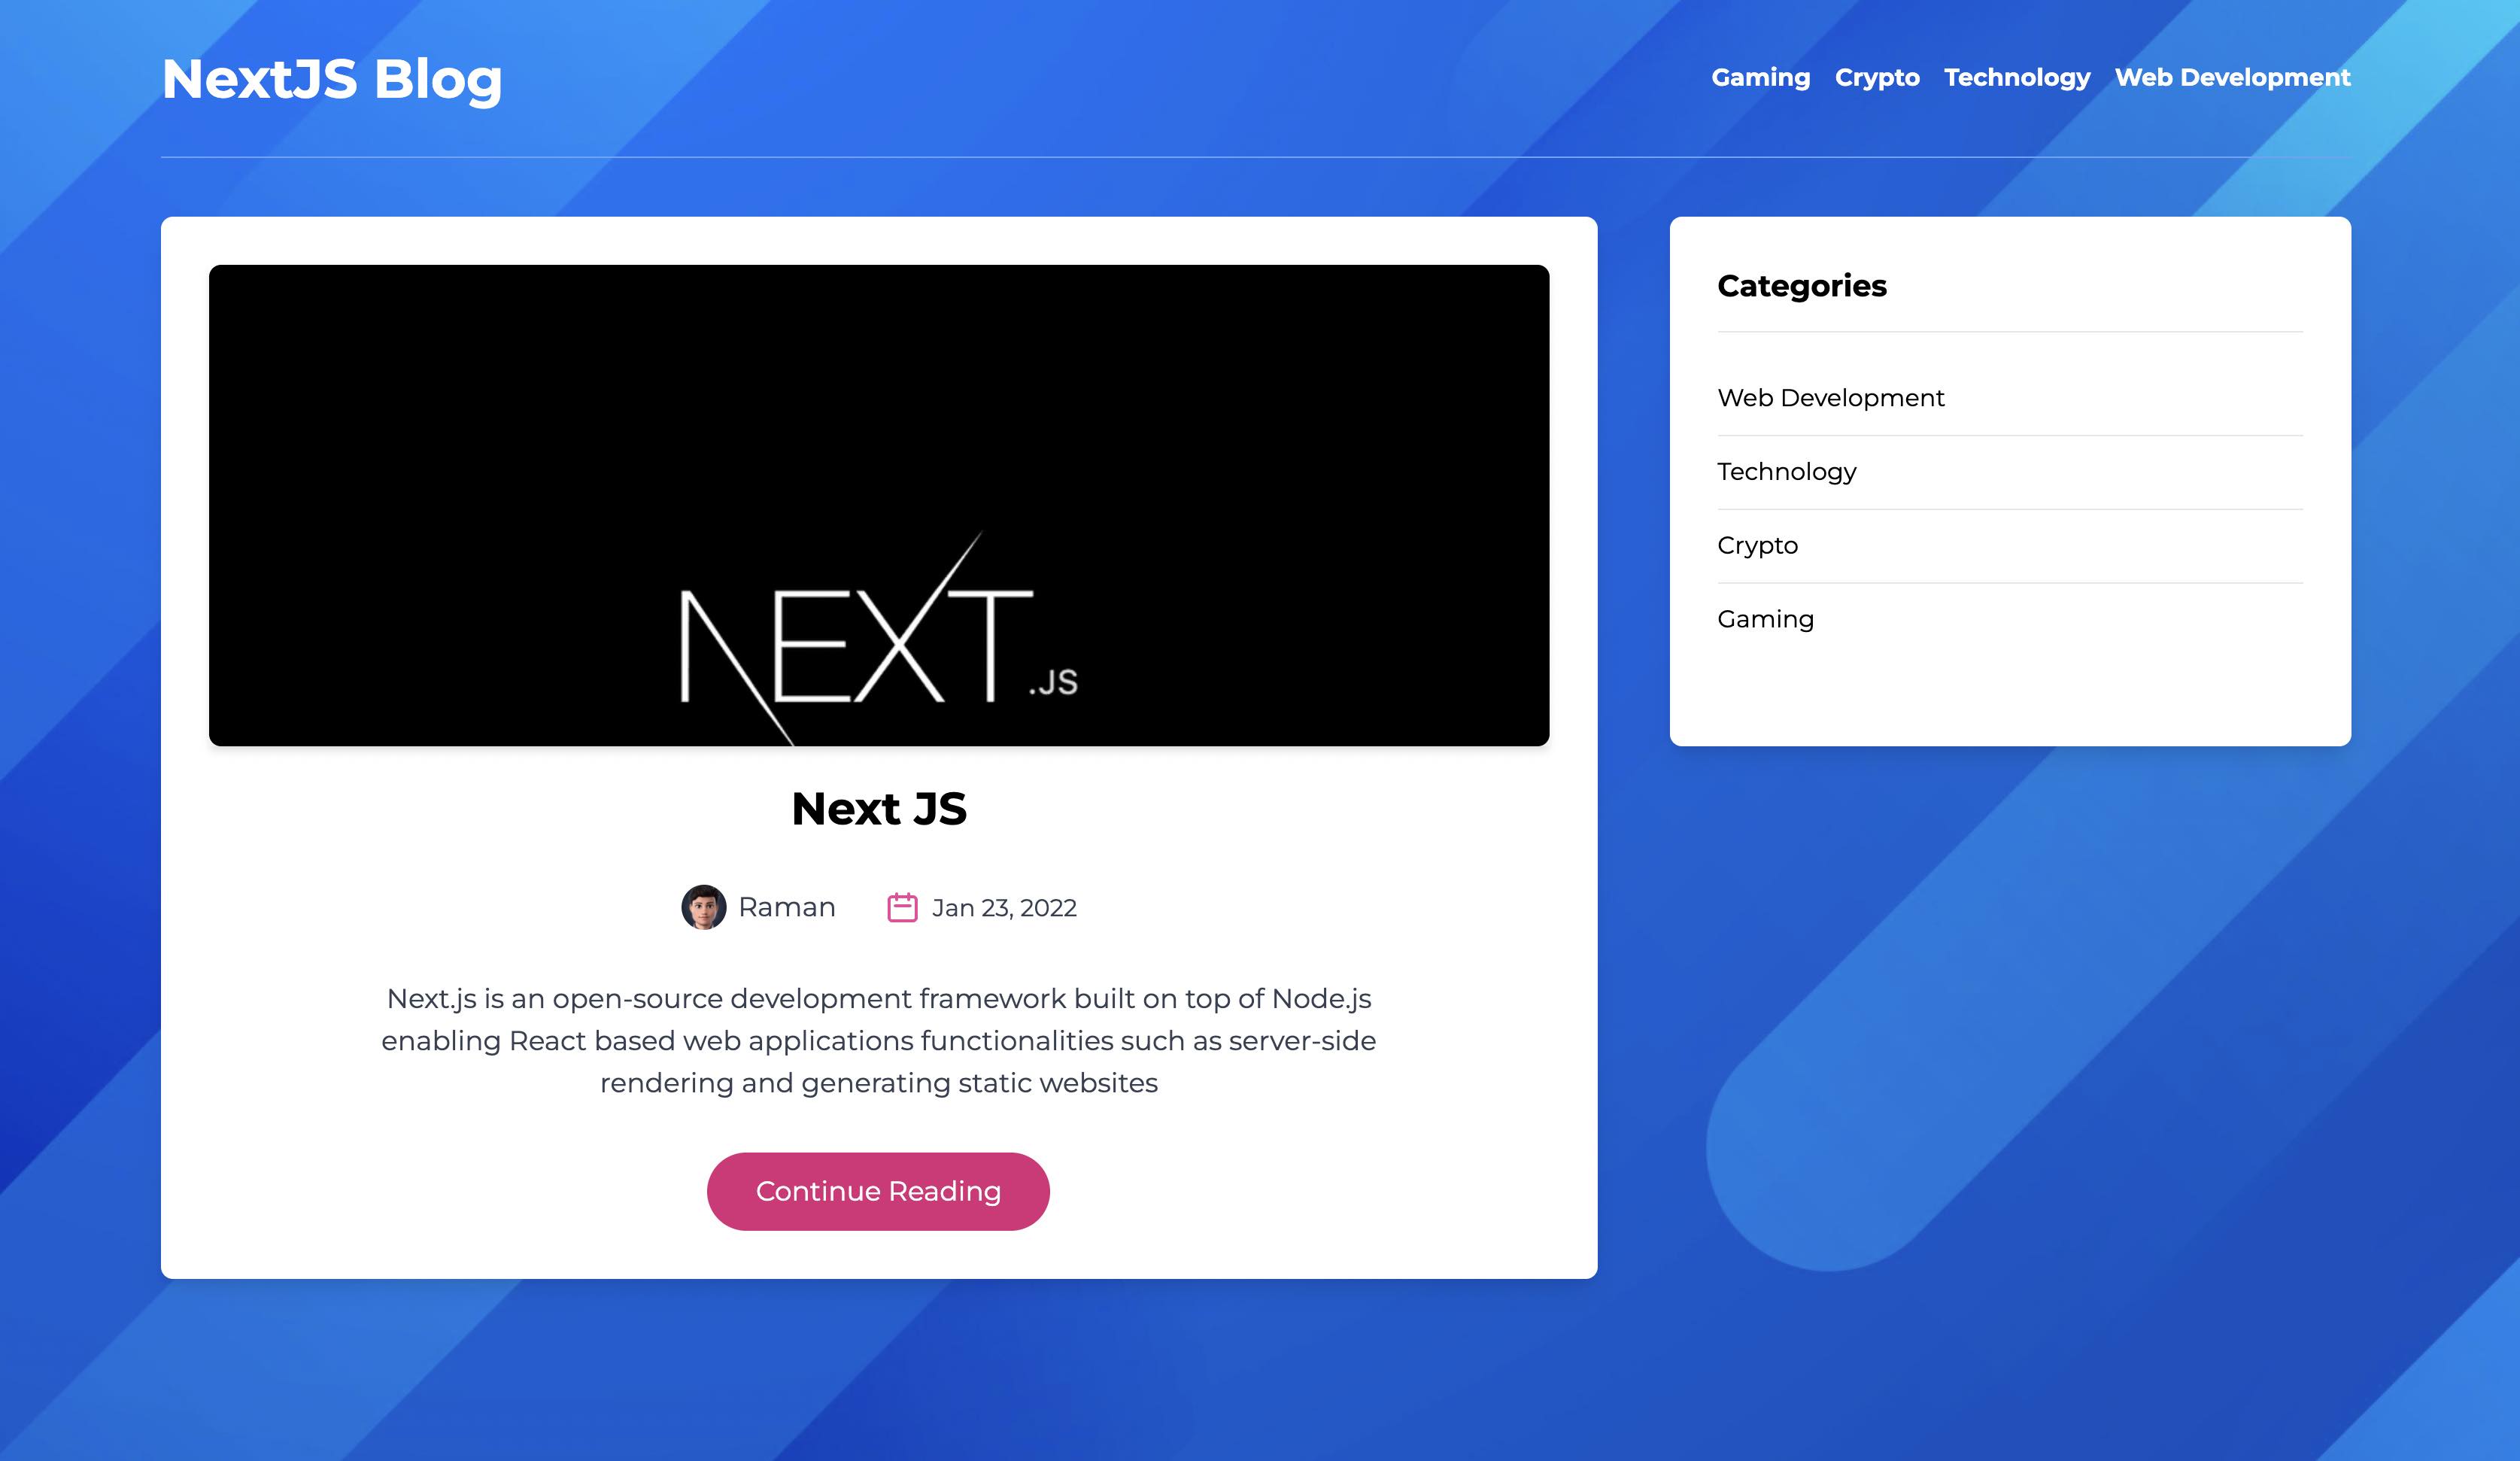 NextJS Blog
Gaming Crypto Technology Web Development
NEXT.JS
Next JS
Raman Jan 23, 2022
Next.js is an open-source development framework built on top of Node.js
enabling React based web applications functionalities such as server-side
rendering and generating static websites
Continue Reading
Categories
Web Development
Technology
Crypto
Gaming